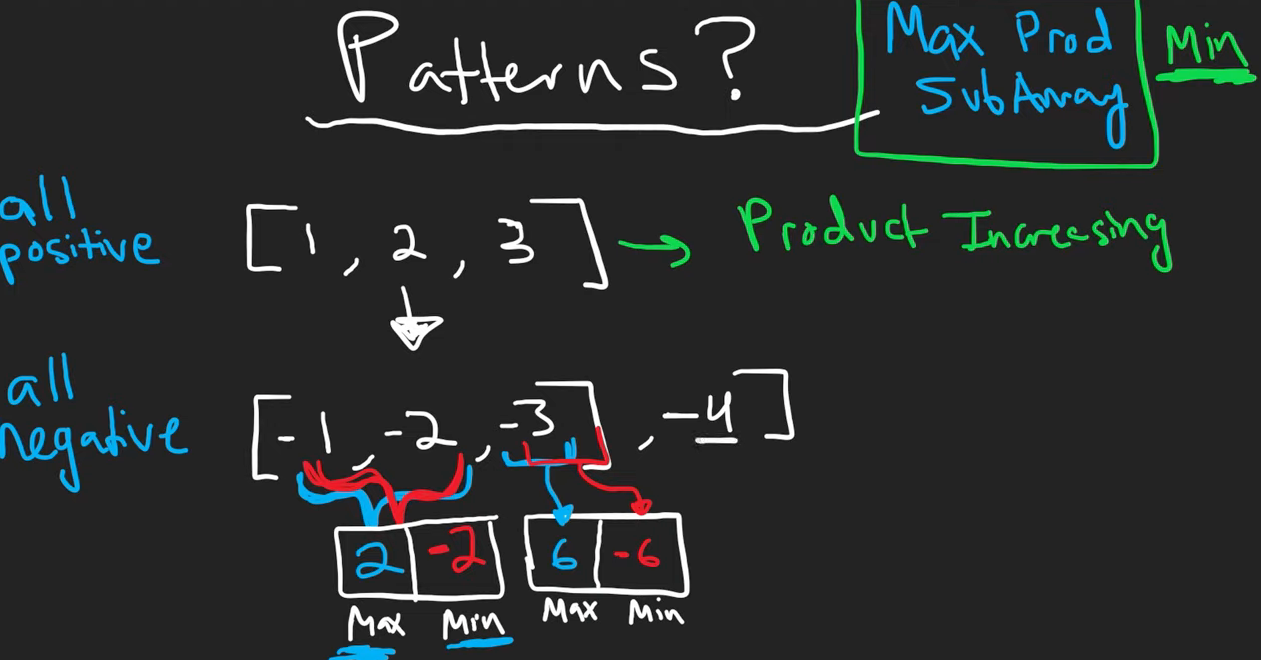 Patterns?
Max Prod
SubArray
Min
all
positive
[1, 2, 3]
Product Increasing
all
negative
[-1, -2, -3], -4]
2 -2
6 -6
Max Min
Max Min